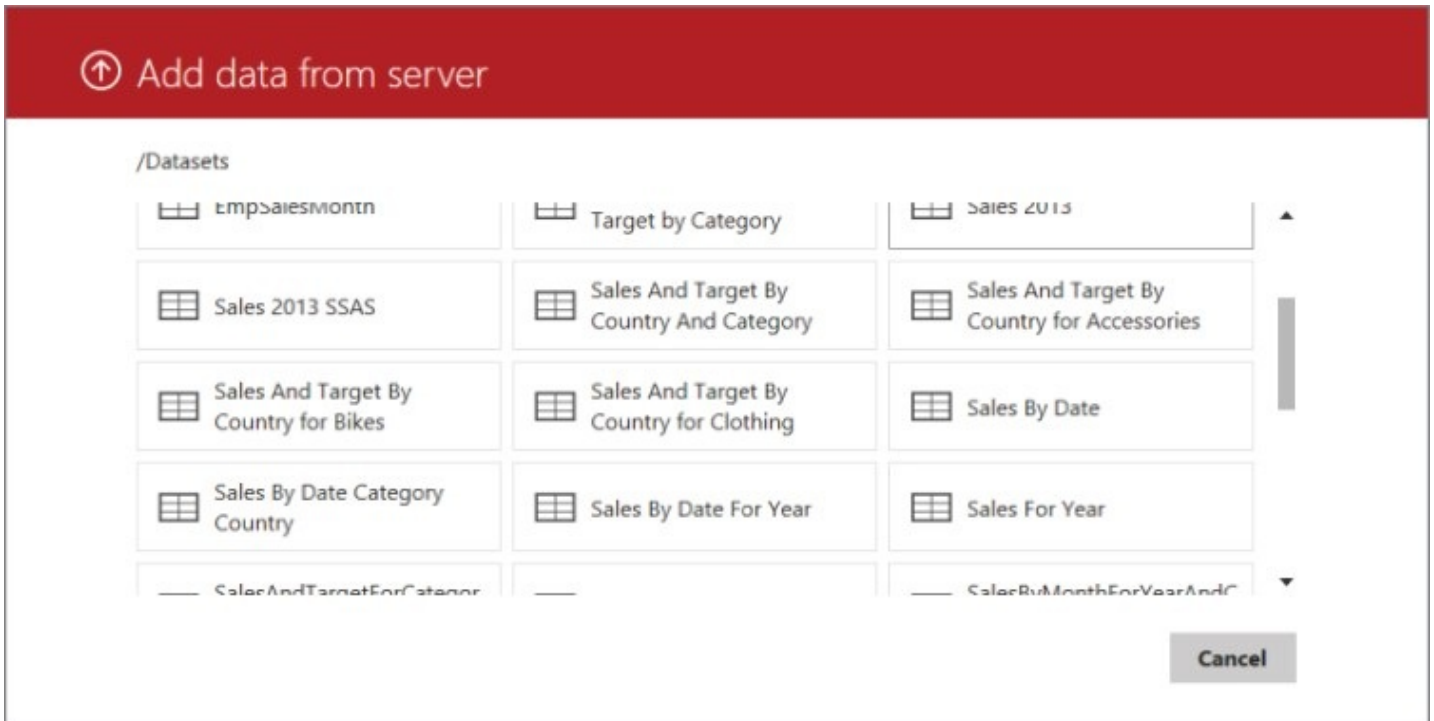 Add data from server
/Datasets
EmpSalesMonth
Target by Category
Sales 2013
Sales 2013 SSAS
Sales And Target By
Country And Category
Sales And Target By
Country for Accessories
Sales And Target By
Country for Bikes
Sales And Target By
Country for Clothing
Sales By Date
Sales By Date Category
Country
Sales By Date For Year
Sales For Year
SalesAndTargetForCategor
SalesByMonthForYearAndC
Cancel